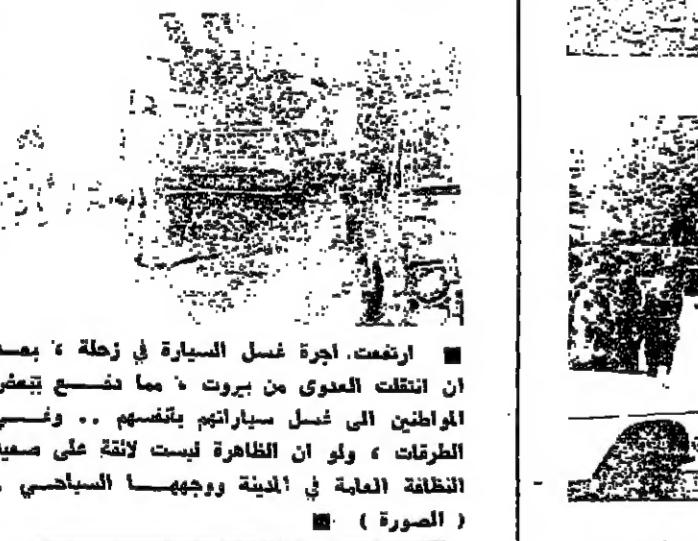 ■ ارتفعت اجرة غسل السيارة في زحلة ، بعد
ان انتقلت العدوى من بيروت ، مما دفع ببعض
المواطنين الى غسل سياراتهم بأنفسهم .. وفي
الطرقات ، ولو ان الظاهرة ليست لائقة على صعيد
النظافة العامة في المدينة ووجهها السياحي .
( الصورة ) ■